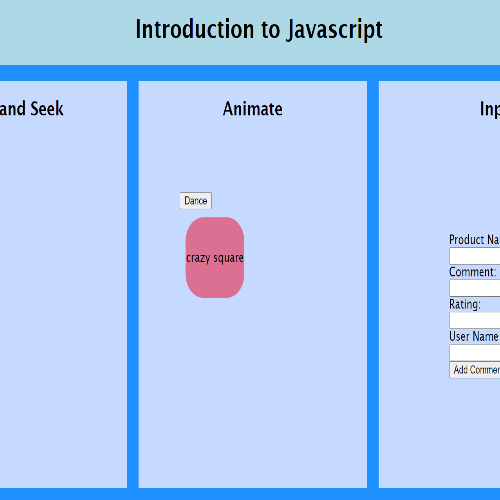 Introduction to Javascript
and Seek
Animate
Inp
Dance
crazy square
Product Na
Comment:
Rating:
User Name
Add Commen